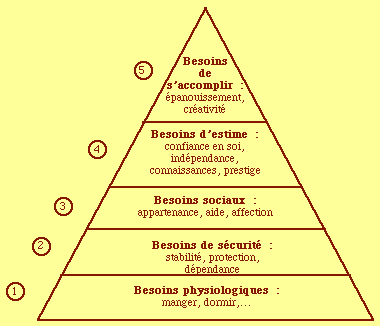 5
Besoins
de
s'accomplir :
épanouissement,
créativité
4
Besoins d'estime :
confiance en soi,
indépendance,
connaissances, prestige
3
Besoins sociaux :
appartenance, aide, affection
2
Besoins de sécurité :
stabilité, protection,
dépendance
1
Besoins physiologiques :
manger, dormir,...